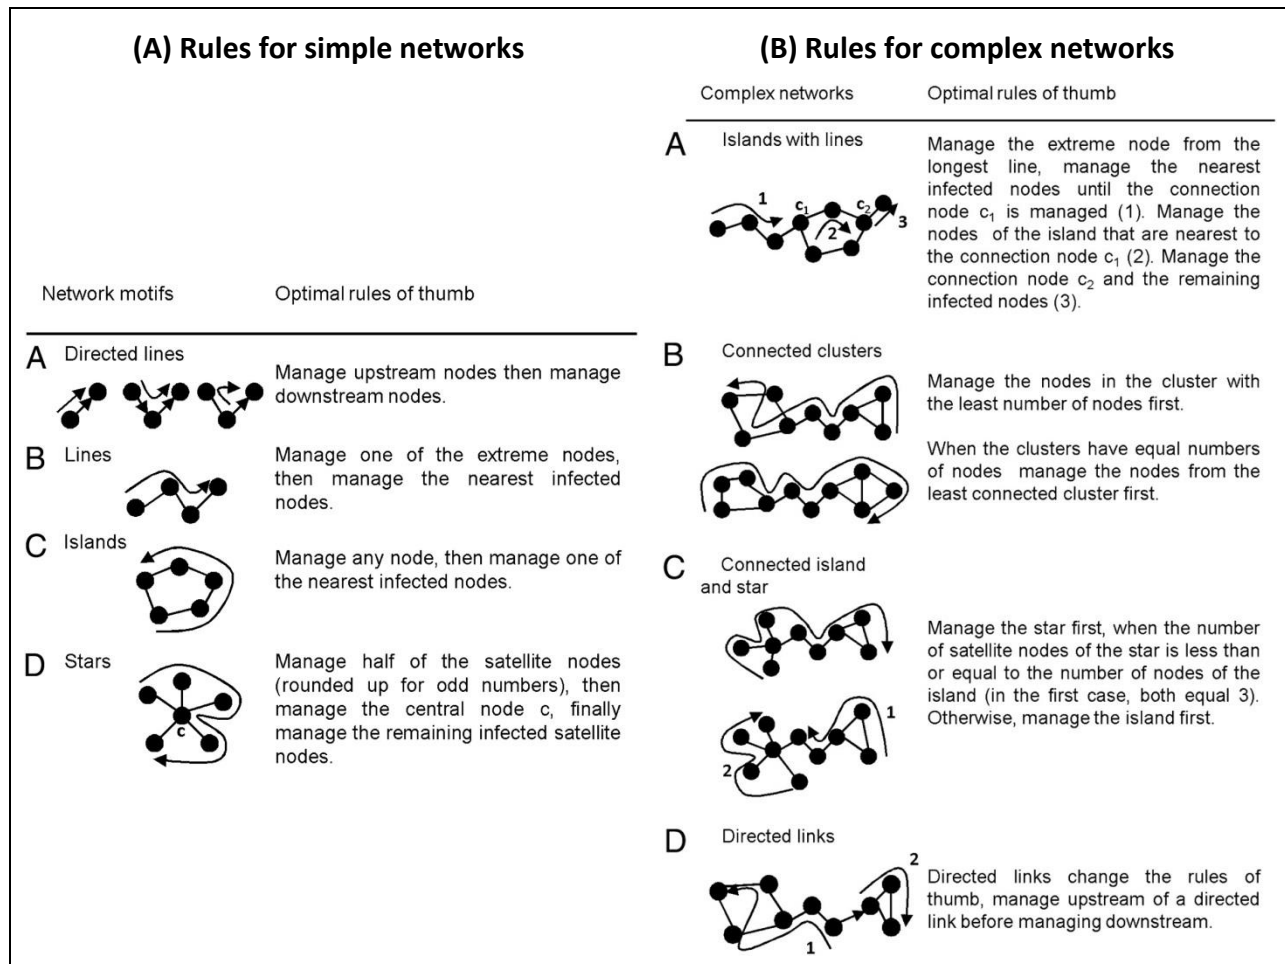 (A) Rules for simple networks
Network motifs
Optimal rules of thumb
A
Directed lines
Manage upstream nodes then manage
downstream nodes.
B
Lines
Manage one of the extreme nodes,
then manage the nearest infected
nodes.
C
Islands
Manage any node, then manage one of
the nearest infected nodes.
D
Stars
c
Manage half of the satellite nodes
(rounded up for odd numbers), then
manage the central node c, finally
manage the remaining infected satellite
nodes.
(B) Rules for complex networks
Complex networks
Optimal rules of thumb
A
Islands with lines
1
c1
c2
2
3
Manage the extreme node from the
longest line, manage the nearest
infected nodes until the connection
node c1 is managed (1). Manage the
nodes of the island that are nearest to
the connection node c1 (2). Manage the
connection node c2 and the remaining
infected nodes (3).
B
Connected clusters
Manage the nodes in the cluster with
the least number of nodes first.
When the clusters have equal numbers
of nodes manage the nodes from the
least connected cluster first.
C
Connected island
and star
1
2
Manage the star first, when the number
of satellite nodes of the star is less than
or equal to the number of nodes of the
island (in the first case, both equal 3).
Otherwise, manage the island first.
D
Directed links
2
1
Directed links change the rules of
thumb, manage upstream of a directed
link before managing downstream.